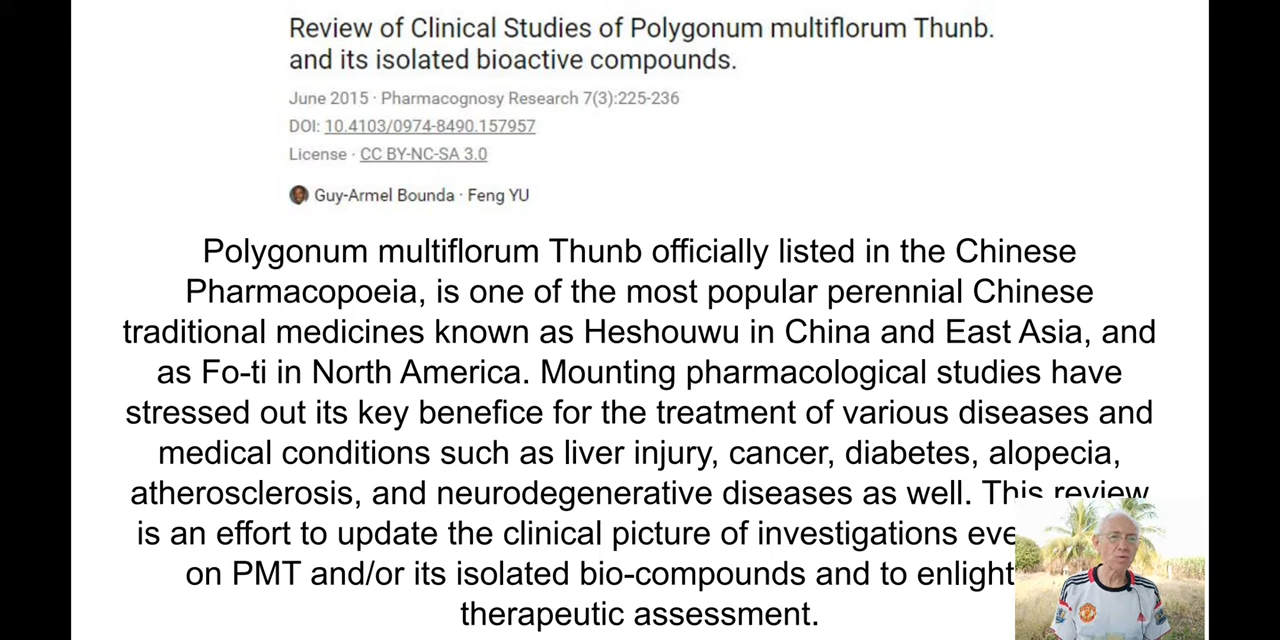 Review of Clinical Studies of Polygonum multiflorum Thunb.
and its isolated bioactive compounds.
June 2015 · Pharmacognosy Research 7(3):225-236
DOI: 10.4103/0974-8490.157957
License · CC BY-NC-SA 3.0
Guy-Armel Bounda · Feng YU
Polygonum multiflorum Thunb officially listed in the Chinese
Pharmacopoeia, is one of the most popular perennial Chinese
traditional medicines known as Heshouwu in China and East Asia, and
as Fo-ti in North America. Mounting pharmacological studies have
stressed out its key benefice for the treatment of various diseases and
medical conditions such as liver injury, cancer, diabetes, alopecia,
atherosclerosis, and neurodegenerative diseases as well. This review
is an effort to update the clinical picture of investigations eve
on PMT and/or its isolated bio-compounds and to enlight
therapeutic assessment.